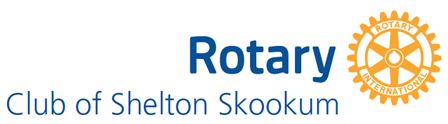 Rotary
Club of Shelton Skookum
ROTARY
INTERNATIONAL